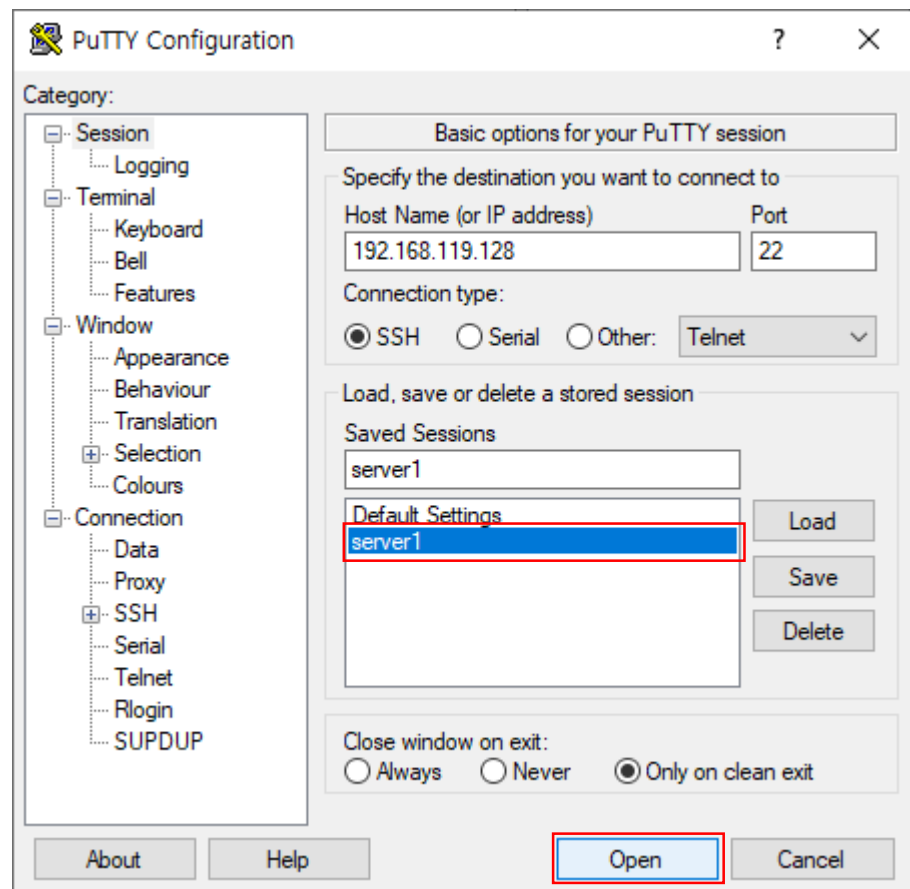 PuTTY Configuration
?
Category:
Session
Logging
Terminal
Keyboard
Bell
Features
Window
Appearance
Behaviour
Translation
Selection
Colours
Connection
Data
Proxy
SSH
Serial
Telnet
Rlogin
SUPDUP
Basic options for your PuTTY session
Specify the destination you want to connect to
Host Name (or IP address) Port
192.168.119.128 22
Connection type:
SSH Serial Other: Telnet
Load, save or delete a stored session
Saved Sessions
server1
Default Settings
server1
Load
Save
Delete
Close window on exit:
Always Never Only on clean exit
About Help Open Cancel